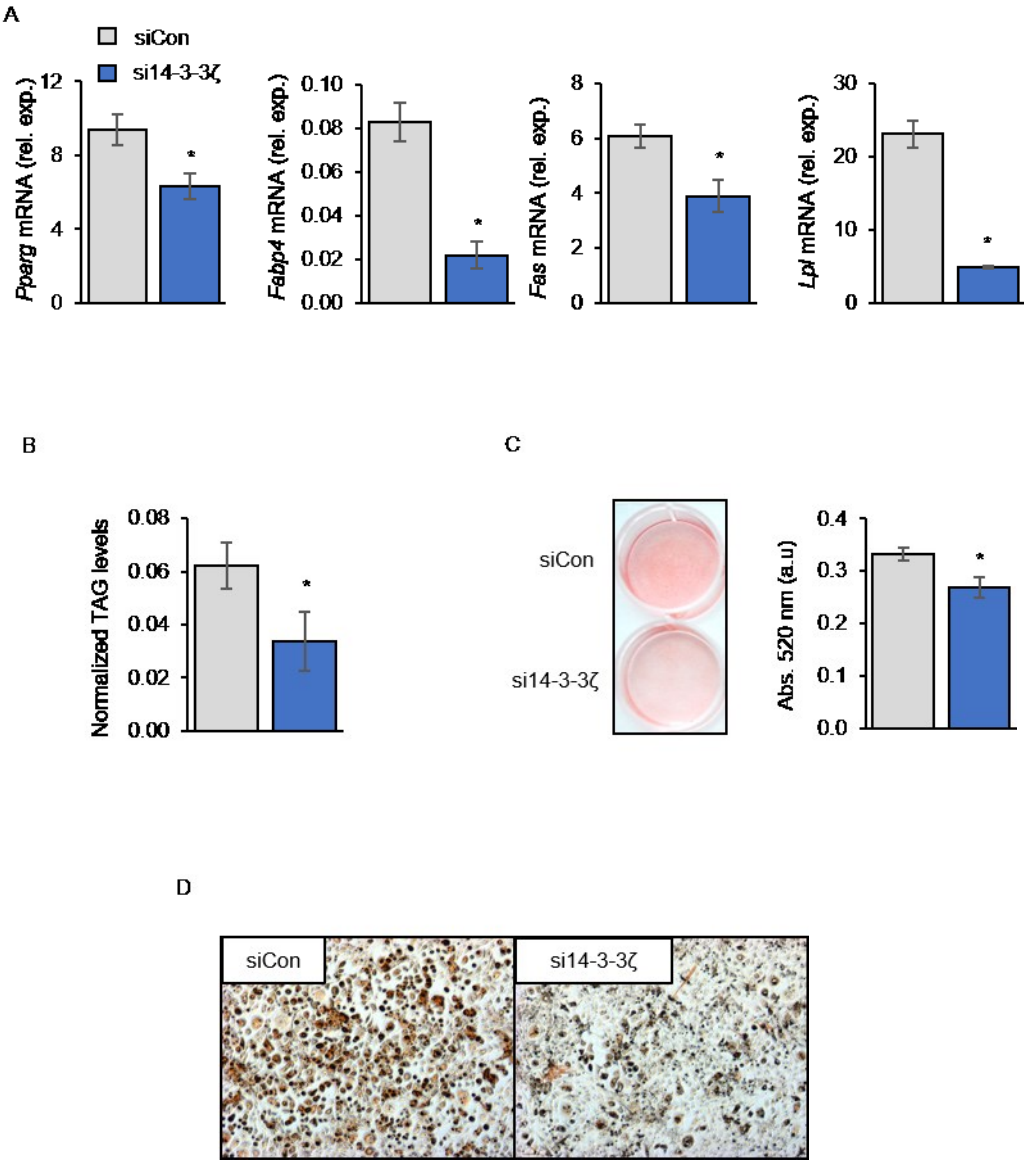 A
siCon
si14-3-3ζ
Pparg mRNA (rel. exp.)
12
8
4
0
*
Fabp4 mRNA (rel. exp.)
0.10
0.08
0.06
0.04
0.02
0.00
*
Fas mRNA (rel. exp.)
8
6
4
2
0
*
Lpl mRNA (rel. exp.)
30
20
10
0
*
B
Normalized TAG levels
0.08
0.06
0.04
0.02
0.00
*
C
siCon
si14-3-3ζ
Abs. 520 nm (a.u)
0.4
0.3
0.2
0.1
0.0
*
D
siCon
si14-3-3ζ